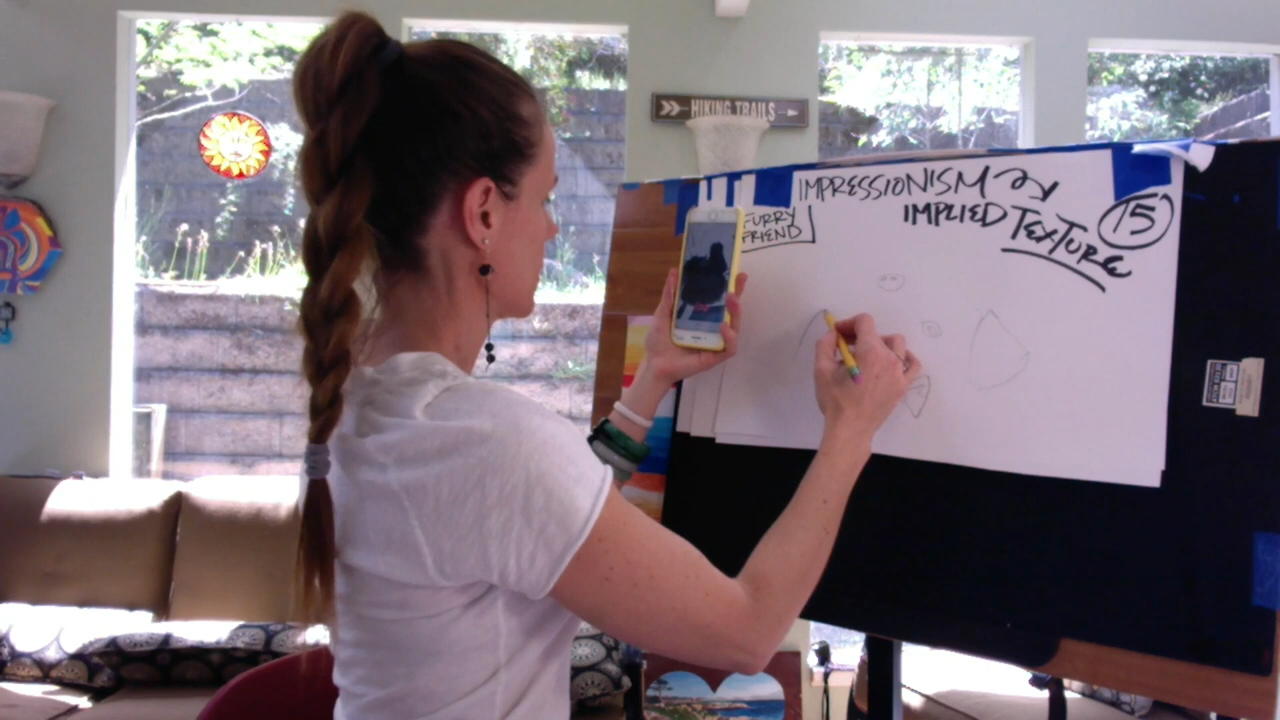 HIKING TRAILS
IMPRESSIONISM
IMPLIED TEXTURE
15
FURRY
FRIEND